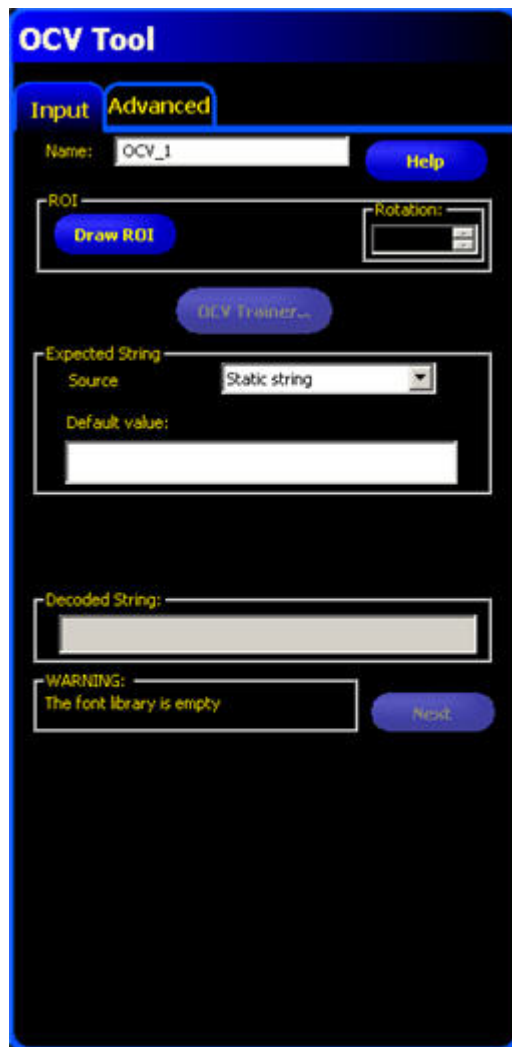 OCV Tool
Input Advanced
Name: OCV_1 Help
ROI Rotation:
Draw ROI
OCV Trainer...
Expected String
Source Static string
Default value:
Decoded String:
WARNING:
The font library is empty
Next